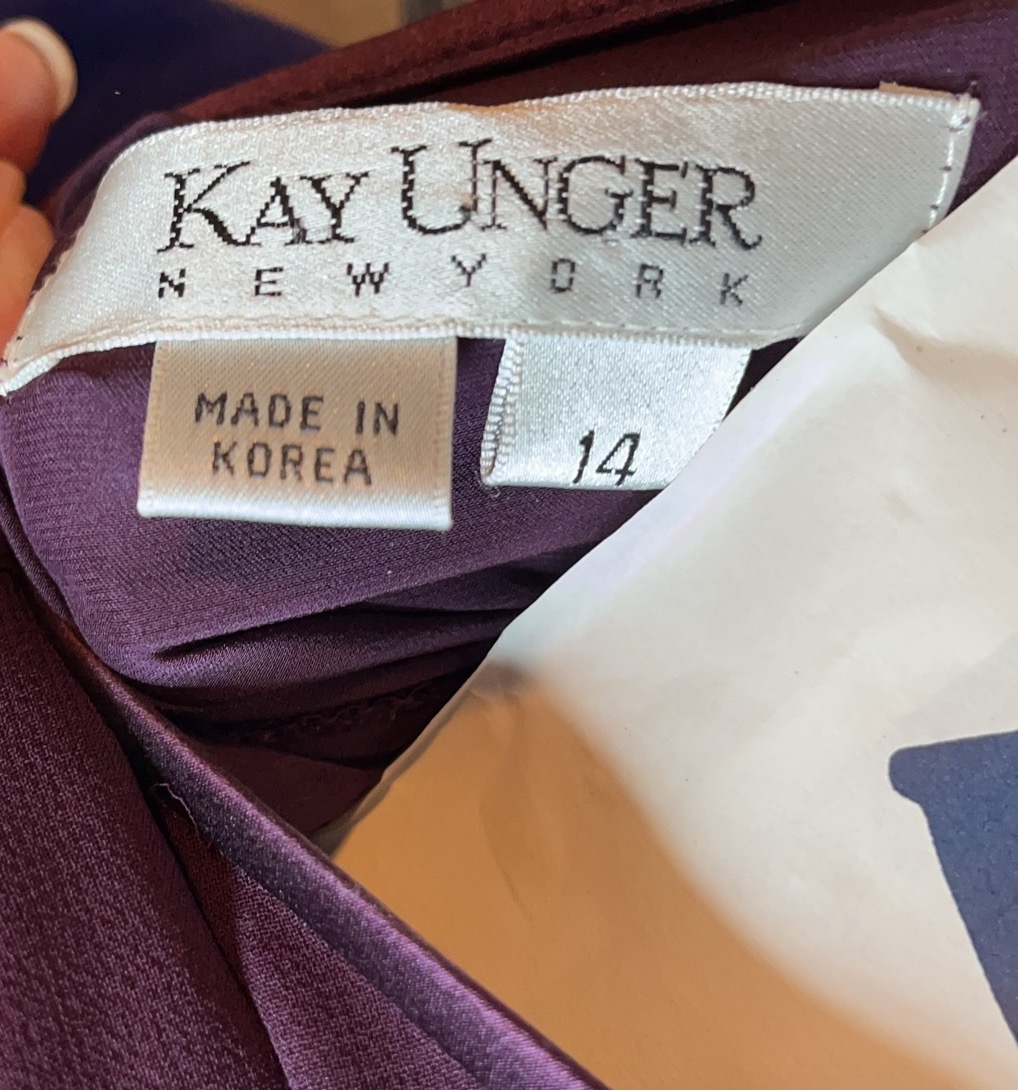 KAY UNGER
NEW YORK
MADE IN
KOREA
14